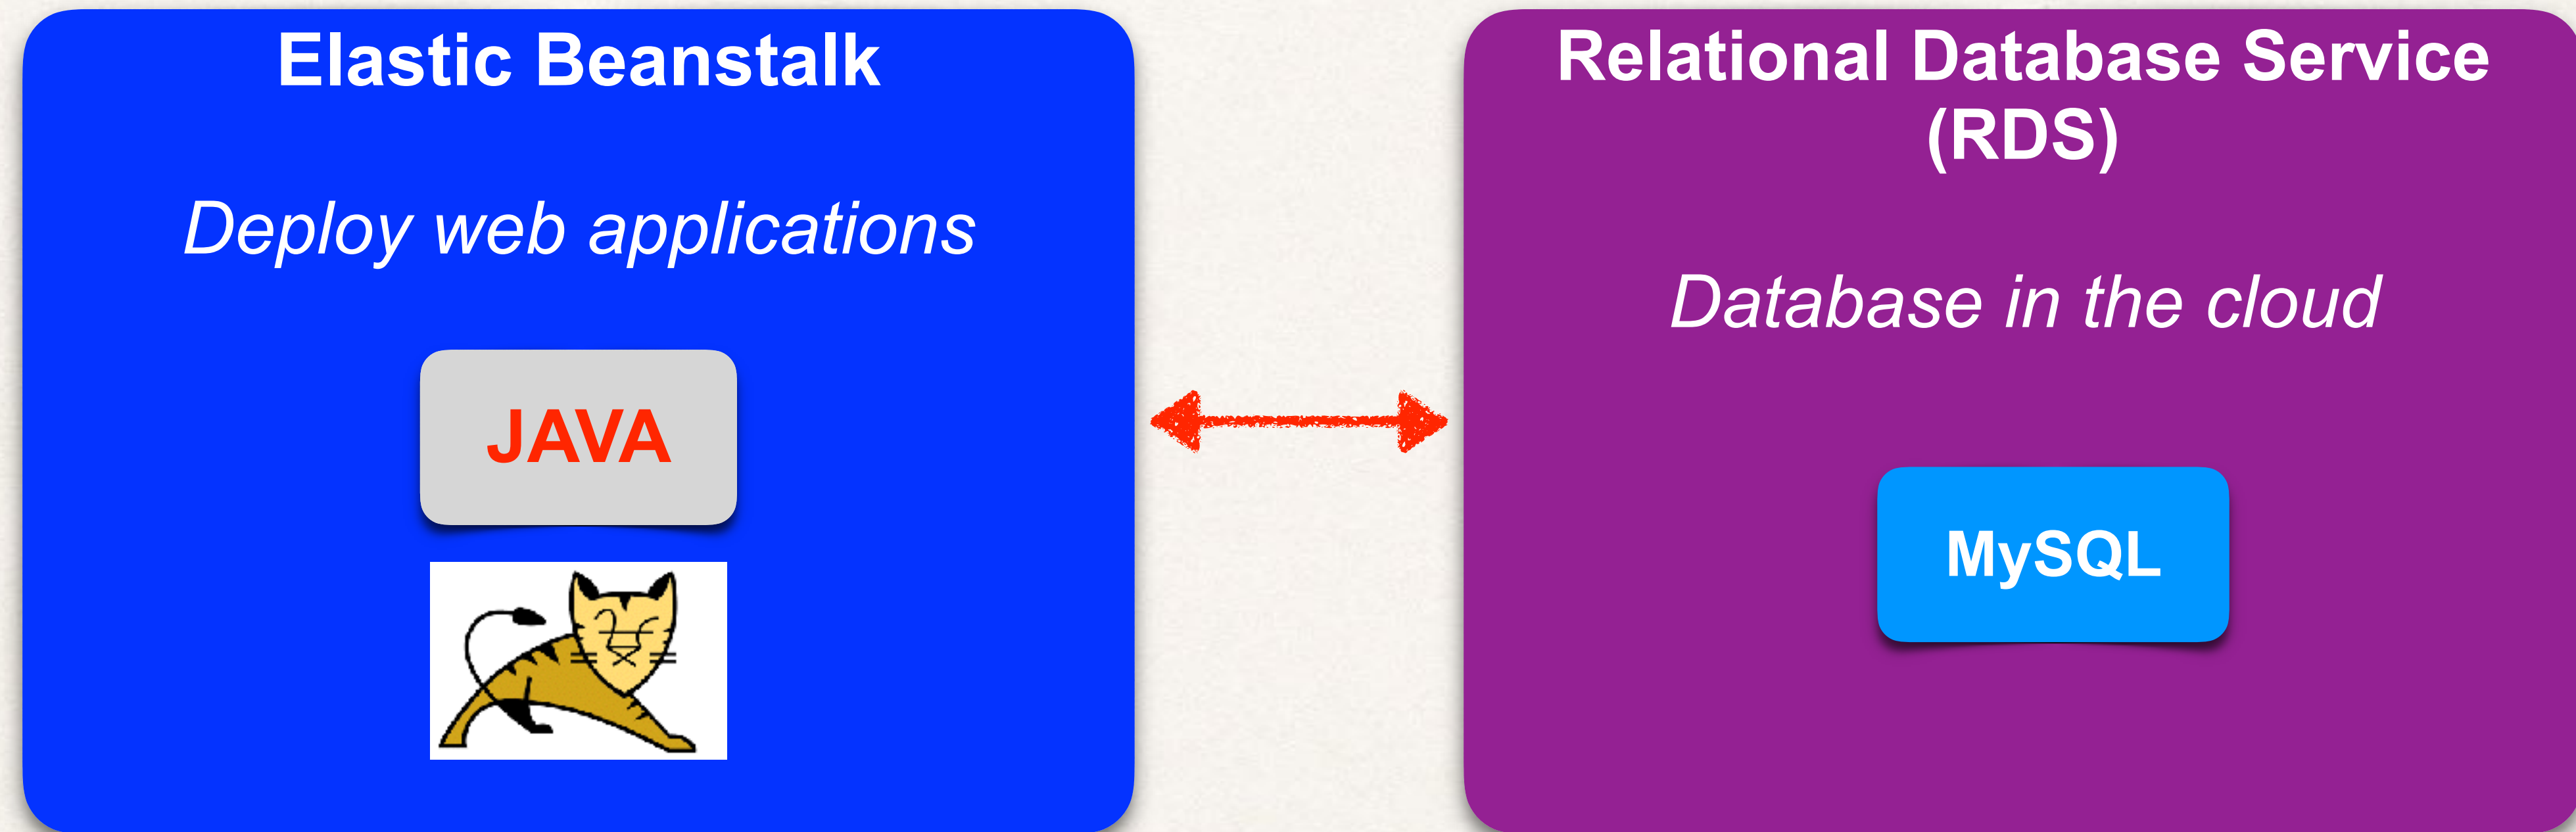 Elastic Beanstalk
Deploy web applications
JAVA
Relational Database Service
(RDS)
Database in the cloud
MySQL